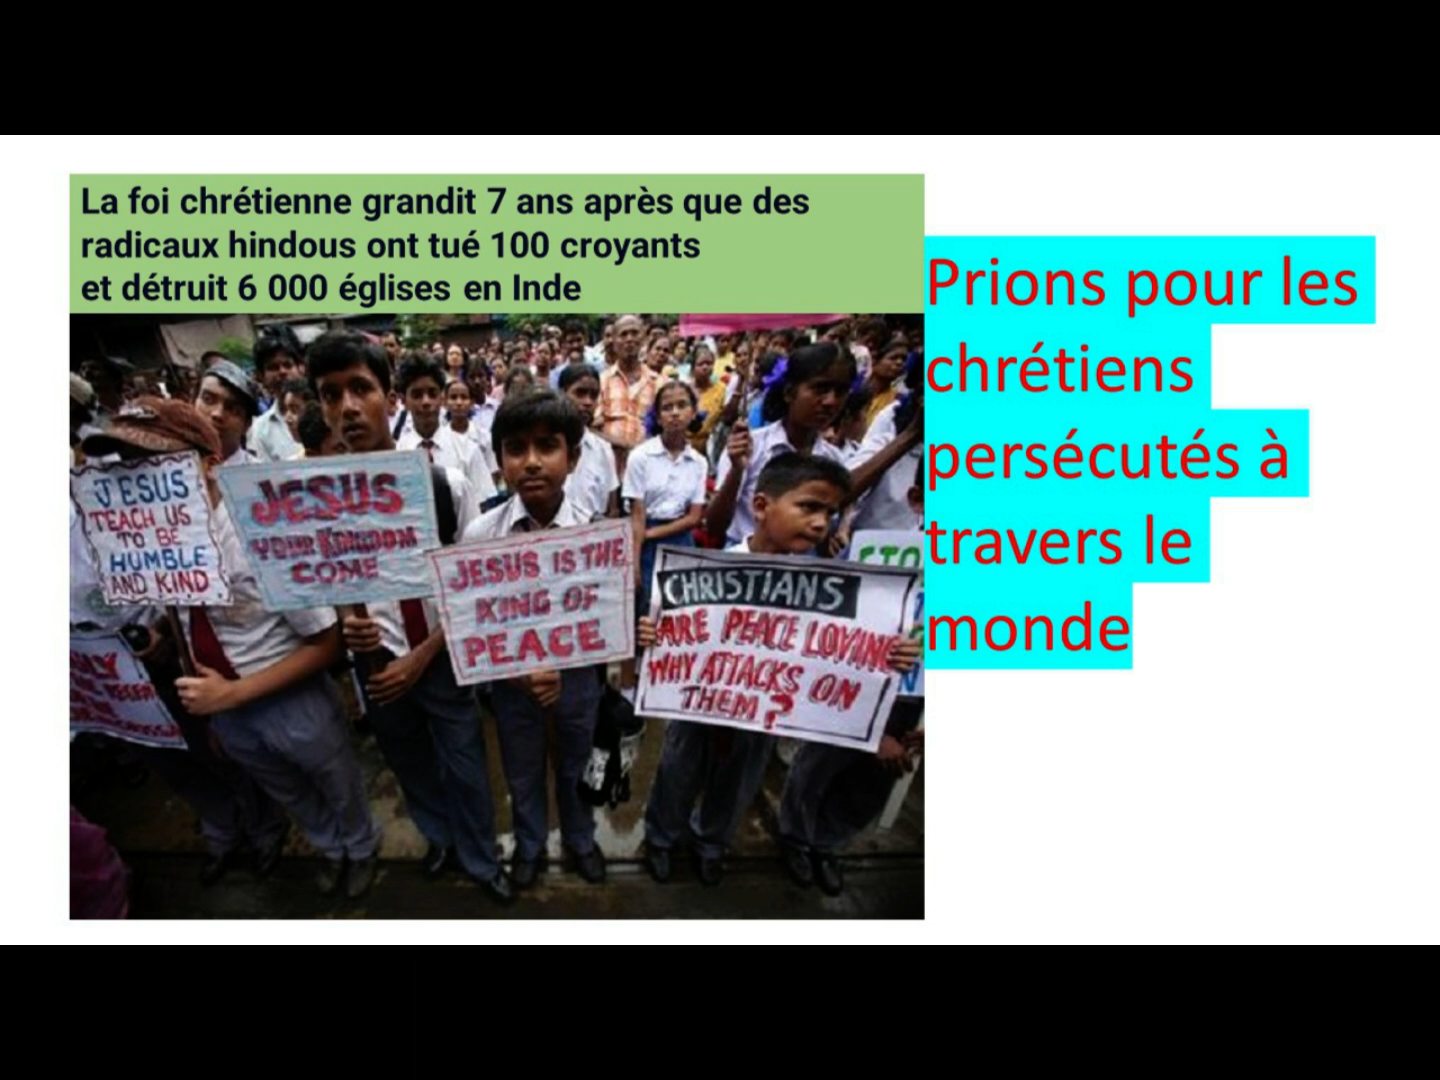 La foi chrétienne grandit 7 ans après que des
radicaux hindous ont tué 100 croyants
et détruit 6 000 églises en Inde
Prions pour les
chrétiens
persécutés à
travers le
monde
JESUS
TEACH US
TO BE
HUMBLE
AND KIND
JESUS
YOUR KINGDOM
COME
JESUS IS THE
KING OF
PEACE
CHRISTIANS
ARE PEACE LOVING
WHY ATTACKS ON
THEM?